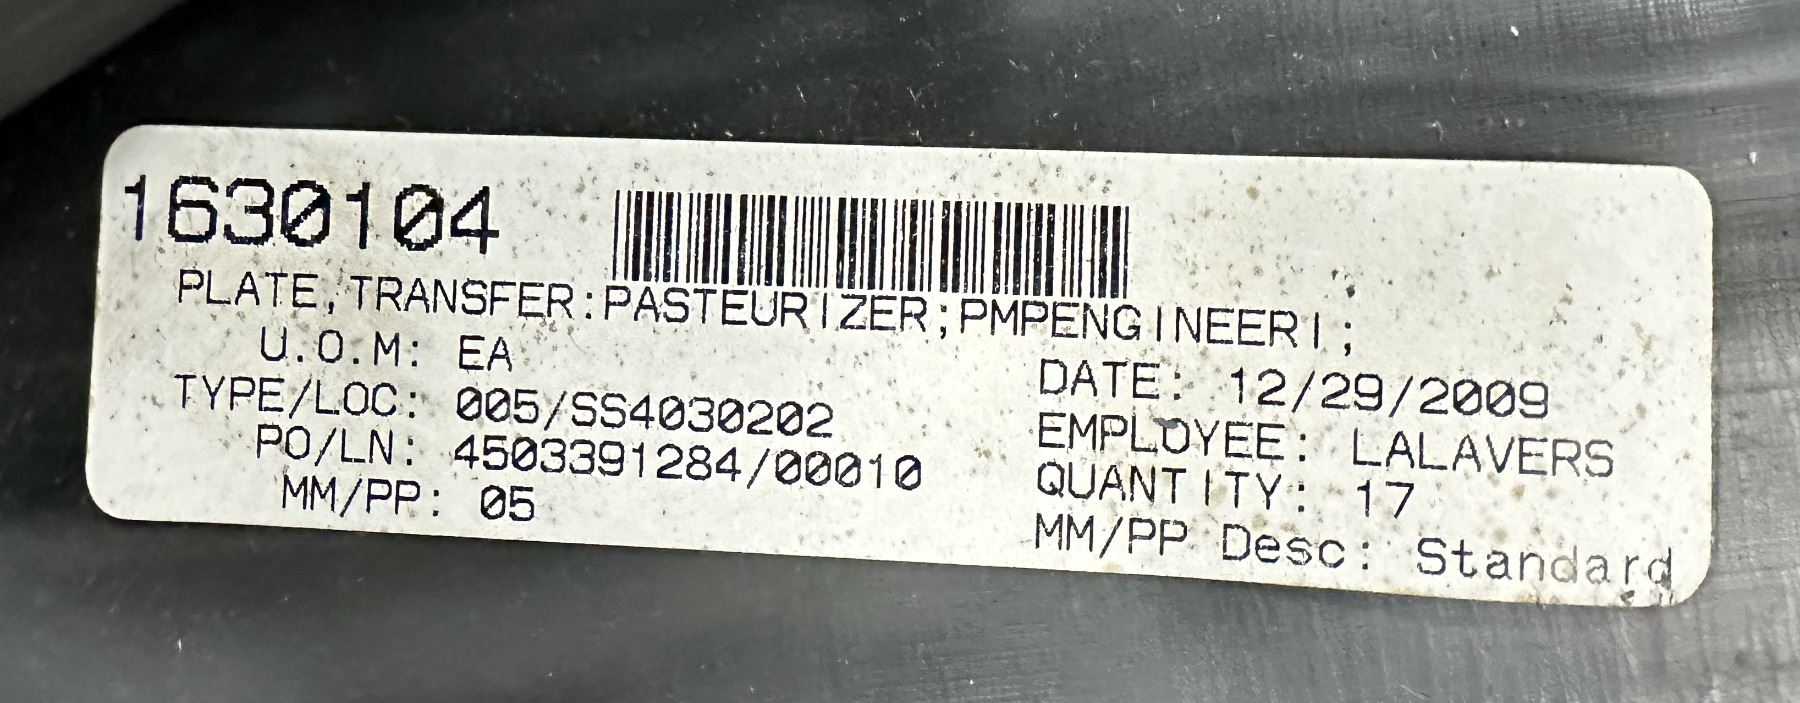 1630104
PLATE,TRANSFER:PASTEURIZER;PMPENGINEERI;
U.O.M: EA
DATE: 12/29/2009
TYPE/LOC: 005/SS4030202
EMPLOYEE: LALAVERS
PO/LN: 4503391284/00010
QUANTITY: 17
MM/PP: 05
MM/PP Desc: Standard